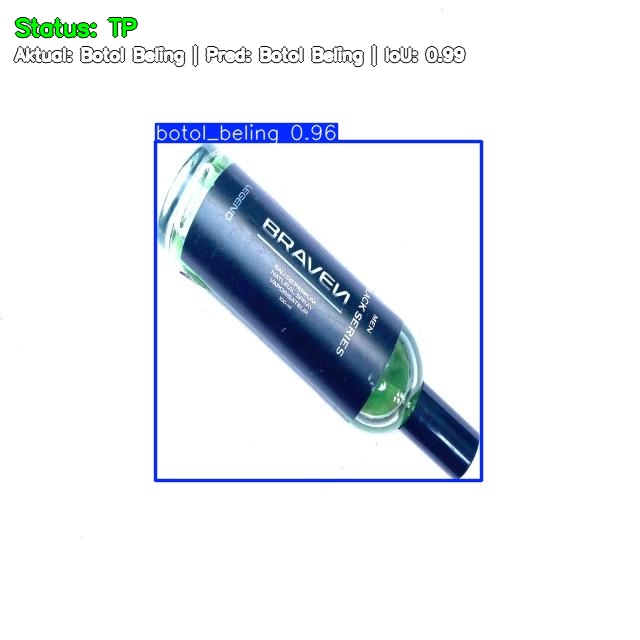 Status: TP
Aktual: Botol Beling | Pred: Botol Beling | IoU: 0.99
botol_beling 0.96
LEGEND
BRAVEN
EAU DE PARFUM
NATURAL SPRAY
VAPORISATEUR
100 ml
MEN
BLACK SERIES